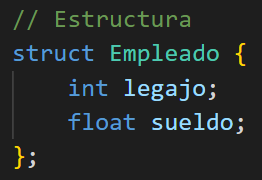 // Estructura
struct Empleado {
    int legajo;
    float sueldo;
};